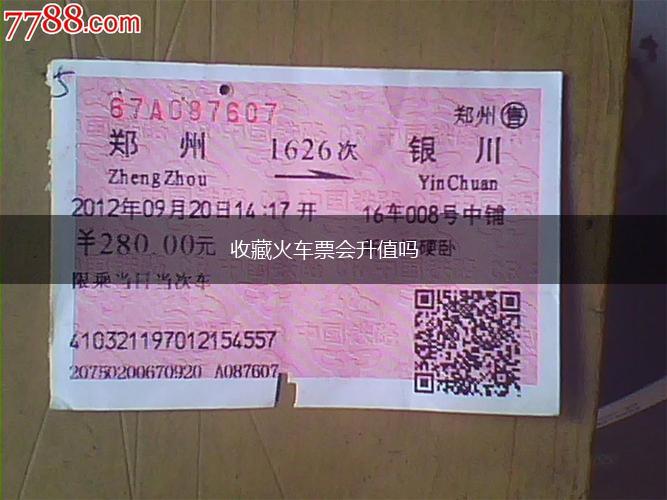 7788.com
5
67A097607
郑州 售
郑州 1626次 银川
ZhengZhou YinChuan
2012年09月20日14:17开 16车008号中铺
¥280.00元 硬卧
收藏火车票会升值吗
限乘当日当次车
410321197012154557
20750200670920 A087607